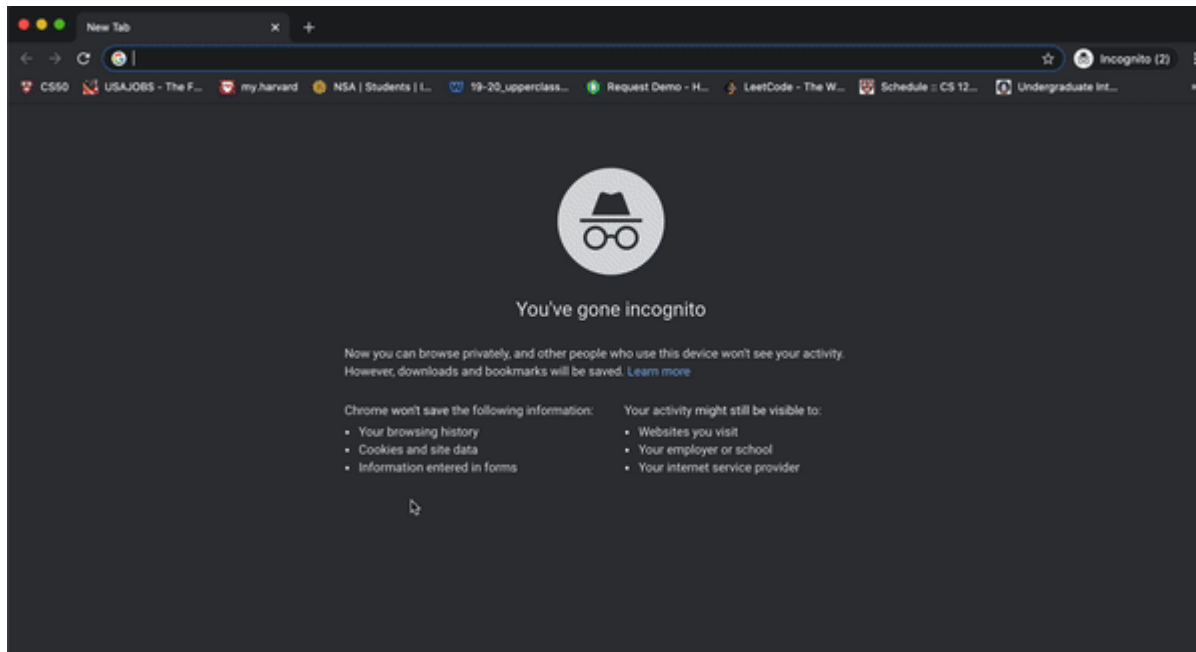 New Tab
Incognito (2)
CS50 USAJOBS - The F... my.harvard NSA | Students | I... 19-20_upperclass... Request Demo - H... LeetCode - The W... Schedule :: CS 12... Undergraduate Int...
You've gone incognito
Now you can browse privately, and other people who use this device won't see your activity.
However, downloads and bookmarks will be saved. Learn more
Chrome won't save the following information:
• Your browsing history
• Cookies and site data
• Information entered in forms
Your activity might still be visible to:
• Websites you visit
• Your employer or school
• Your internet service provider